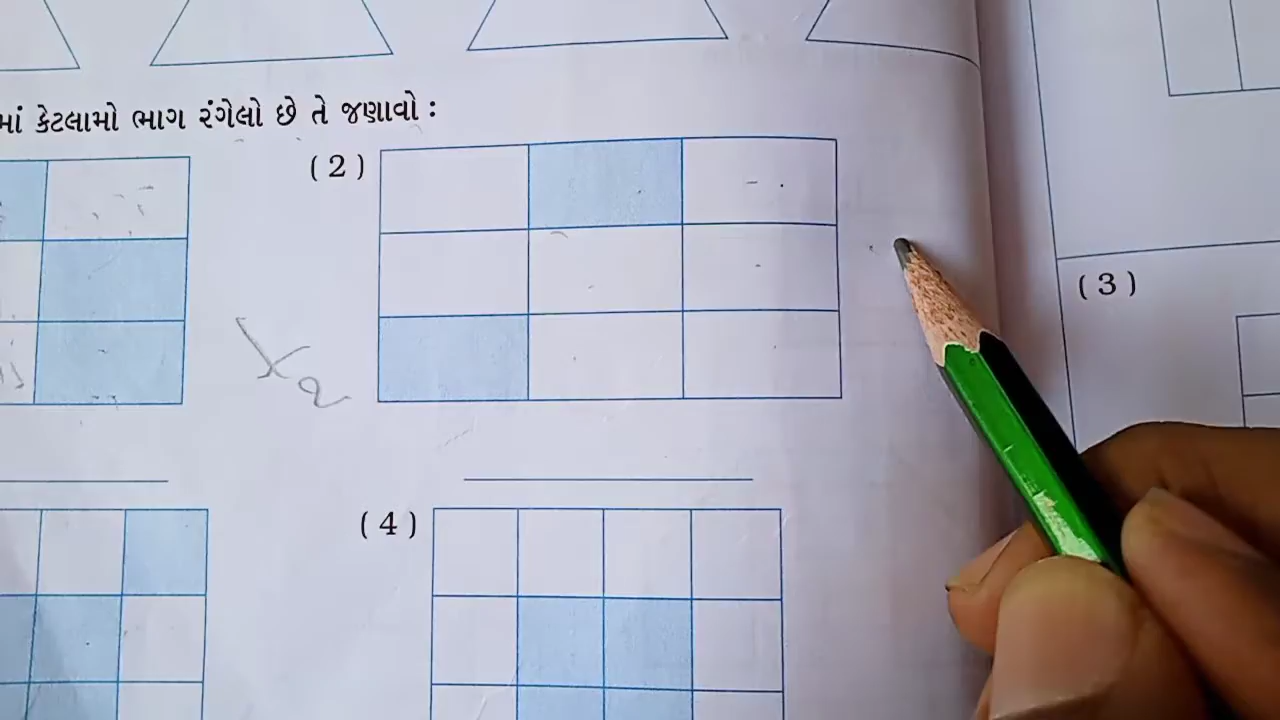 માં કેટલામો ભાગ રંગેલો છે તે જણાવો :
( 2 )
( 3 )
( 4 )